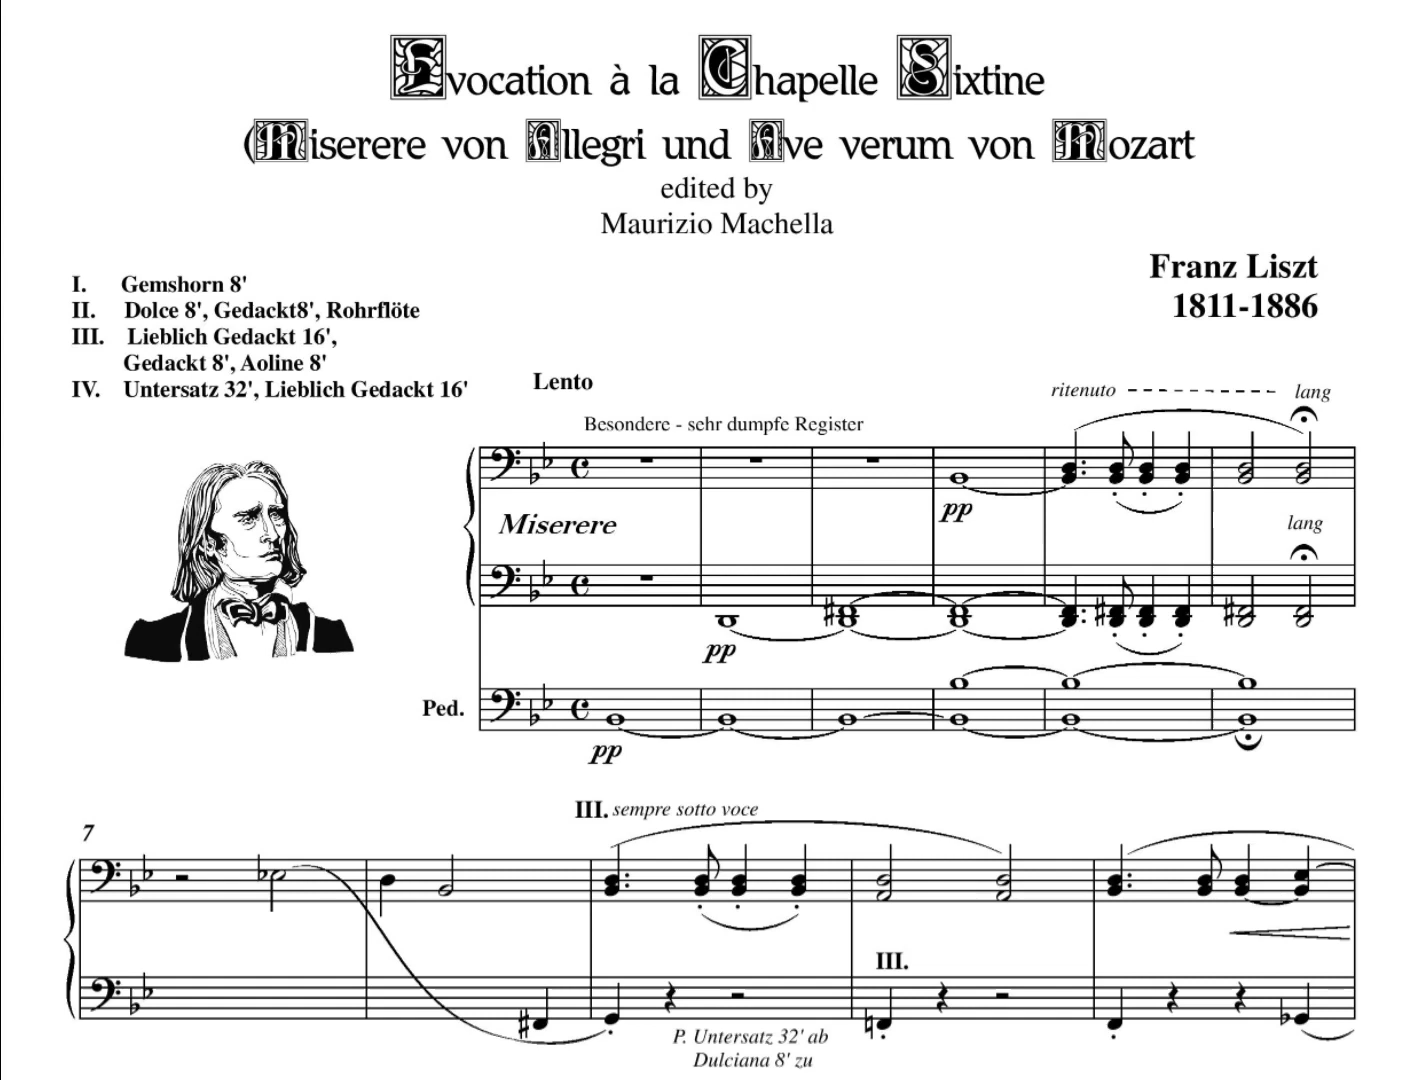 Evocation à la Chapelle Sixtine
(Miserere von Allegri und Ave verum von Mozart
edited by
Maurizio Machella
Franz Liszt
1811-1886
I. Gemshorn 8'
II. Dolce 8', Gedackt8', Rohrflöte
III. Lieblich Gedackt 16',
Gedackt 8', Aoline 8'
IV. Untersatz 32', Lieblich Gedackt 16'
Lento
ritenuto lang
Besondere - sehr dumpfe Register
pp
Miserere
lang
pp
Ped.
pp
7
III. sempre sotto voce
III.
P. Untersatz 32' ab
Dulciana 8' zu